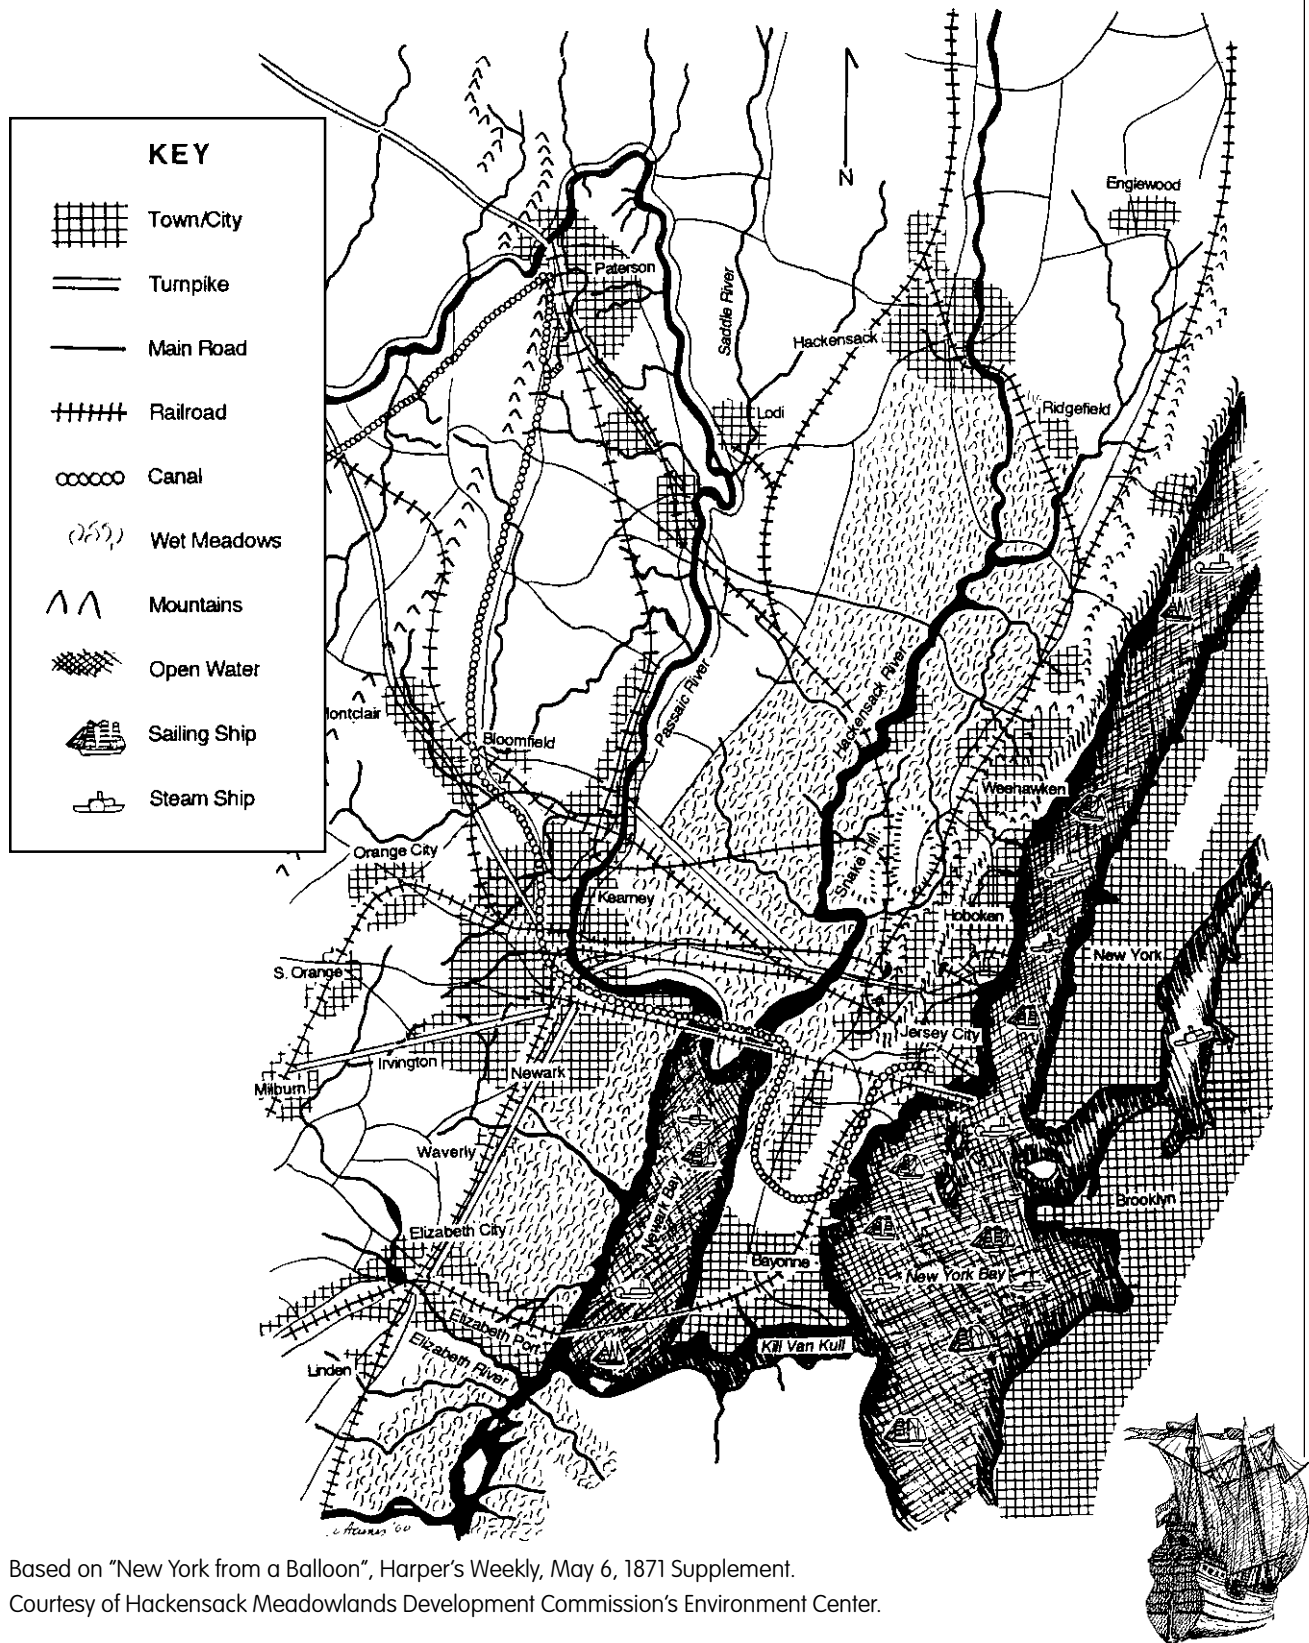 KEY
Town/City
Turnpike
Main Road
Railroad
Canal
Wet Meadows
Mountains
Open Water
Sailing Ship
Steam Ship
N
Englewood
Paterson
Saddle River
Hackensack
Lodi
Ridgefield
Passaic River
Hackensack River
ontclair
Bloomfield
Weehawken
Orange City
Snake Hill
Kearney
Hoboken
New York
S. Orange
Jersey City
Irvington
Newark
Milburn
Waverly
Newark Bay
Brooklyn
Elizabeth City
Bayonne
New York Bay
Elizabeth Port
Kill Van Kull
Elizabeth River
Linden
'60
Based on "New York from a Balloon", Harper's Weekly, May 6, 1871 Supplement.
Courtesy of Hackensack Meadowlands Development Commission's Environment Center.